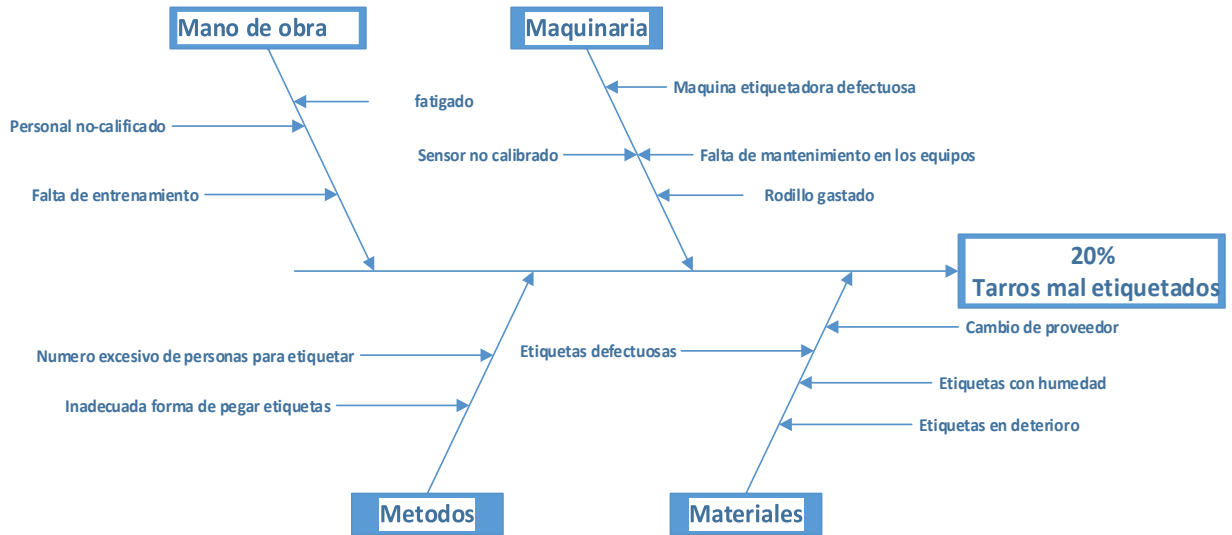 Mano de obra
Maquinaria
Maquina etiquetadora defectuosa
fatigado
Personal no-calificado
Sensor no calibrado
Falta de mantenimiento en los equipos
Falta de entrenamiento
Rodillo gastado
20%
Tarros mal etiquetados
Cambio de proveedor
Numero excesivo de personas para etiquetar
Etiquetas defectuosas
Etiquetas con humedad
Inadecuada forma de pegar etiquetas
Etiquetas en deterioro
Metodos
Materiales